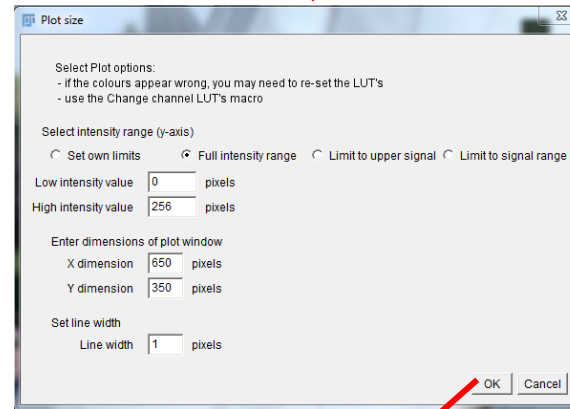 Plot size
Select Plot options:
- if the colours appear wrong, you may need to re-set the LUT's
- use the Change channel LUT's macro
Select intensity range (y-axis)
Set own limits Full intensity range Limit to upper signal Limit to signal range
Low intensity value 0 pixels
High intensity value 256 pixels
Enter dimensions of plot window
X dimension 650 pixels
Y dimension 350 pixels
Set line width
Line width 1 pixels
OK Cancel